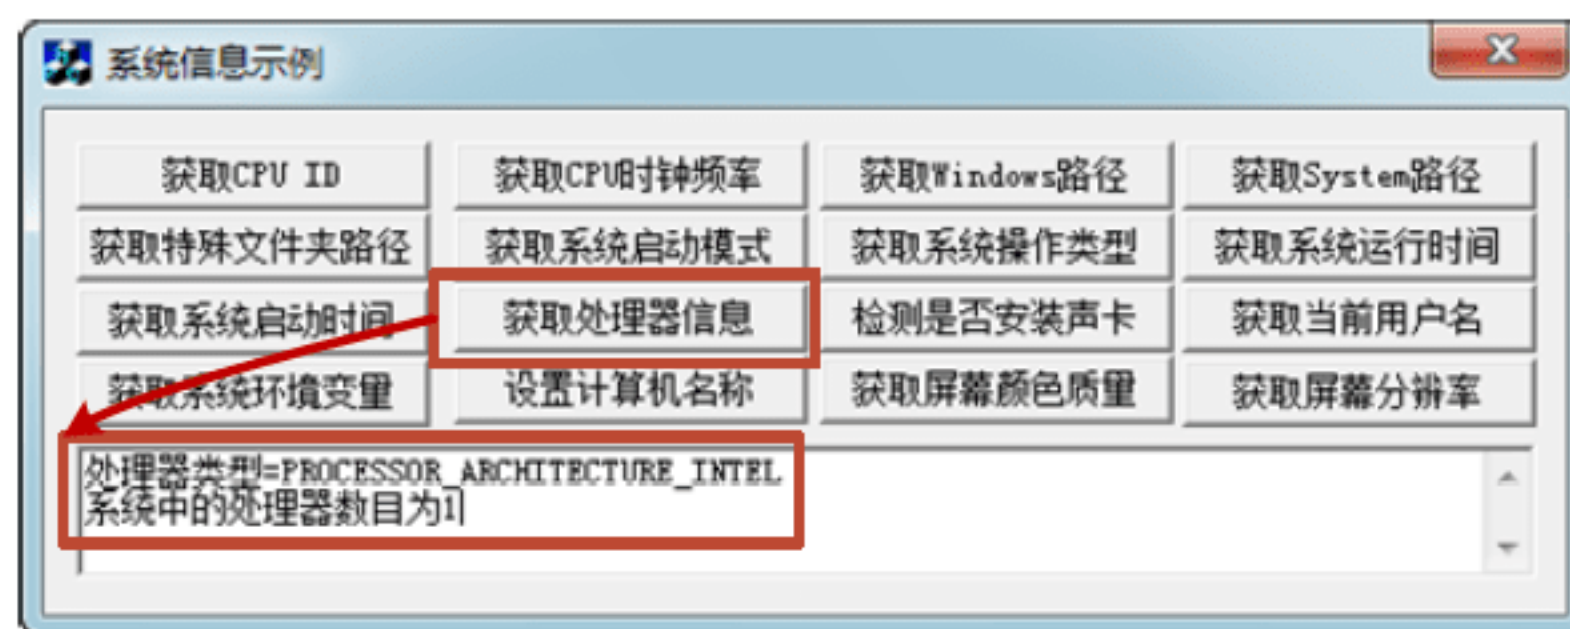 系统信息示例
获取CPU ID 获取CPU时钟频率 获取Windows路径 获取System路径
获取特殊文件夹路径 获取系统启动模式 获取系统操作类型 获取系统运行时间
获取系统启动时间 获取处理器信息 检测是否安装声卡 获取当前用户名
获取系统环境变量 设置计算机名称 获取屏幕颜色质量 获取屏幕分辨率
处理器类型=PROCESSOR_ARCHITECTURE_INTEL
系统中的处理器数目为1